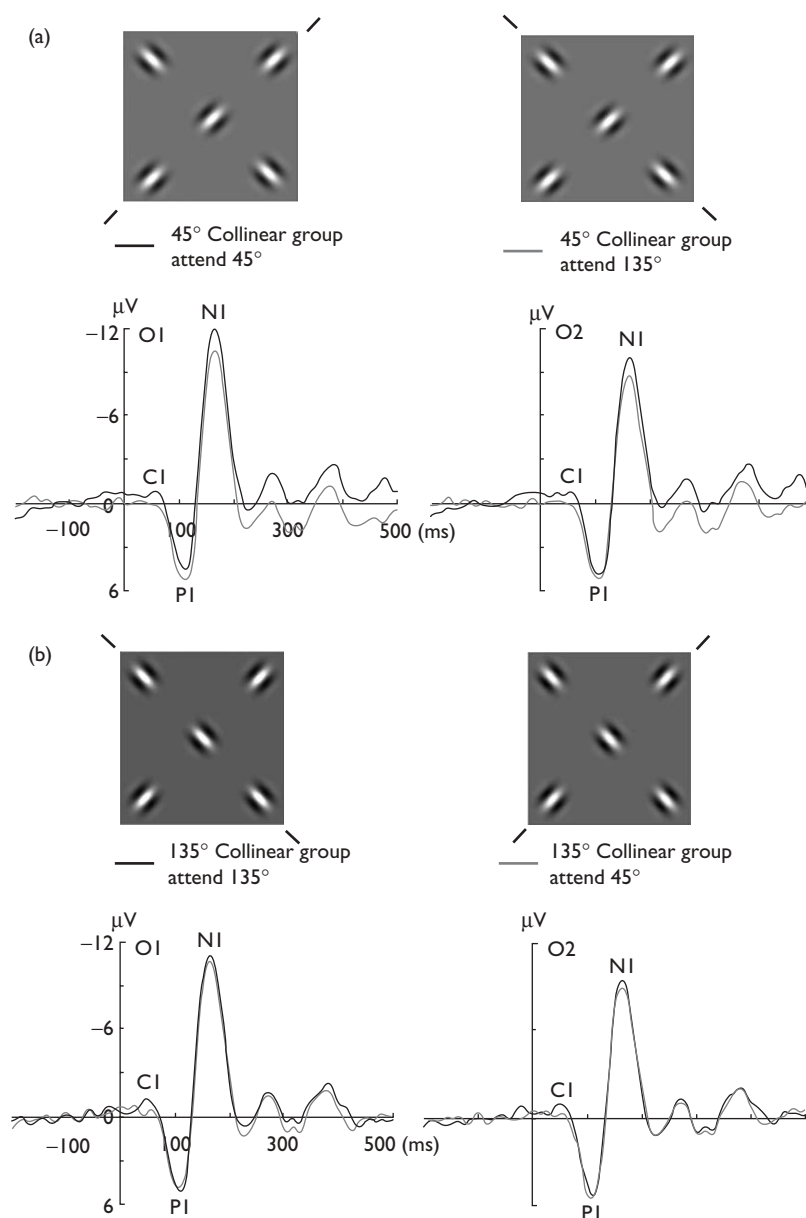 (a)
45° Collinear group
attend 45°
45° Collinear group
attend 135°
μV
−12
O1
N1
−6
C1
0
−100
100
300
500 (ms)
6
P1
μV
O2
N1
C1
P1
(b)
135° Collinear group
attend 135°
135° Collinear group
attend 45°
μV
−12
O1
N1
−6
C1
0
−100
100
300
500 (ms)
6
P1
μV
O2
N1
C1
P1